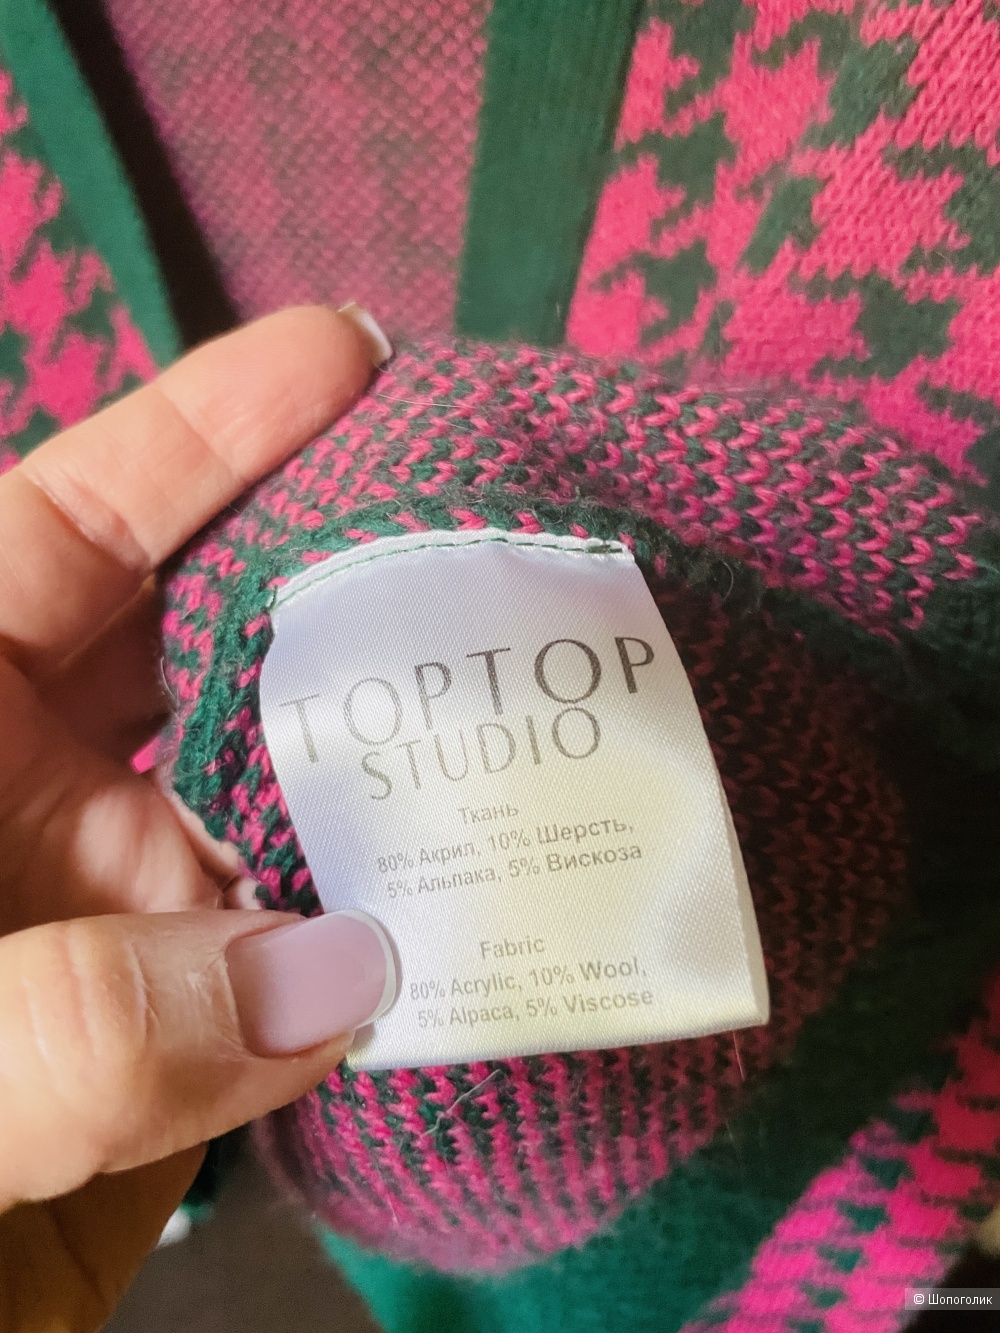 TOPTOP
STUDIO
Ткань
80% Акрил, 10% Шерсть,
5% Альпака, 5% Вискоза
Fabric
80% Acrylic, 10% Wool,
5% Alpaca, 5% Viscose
© Шопоголик